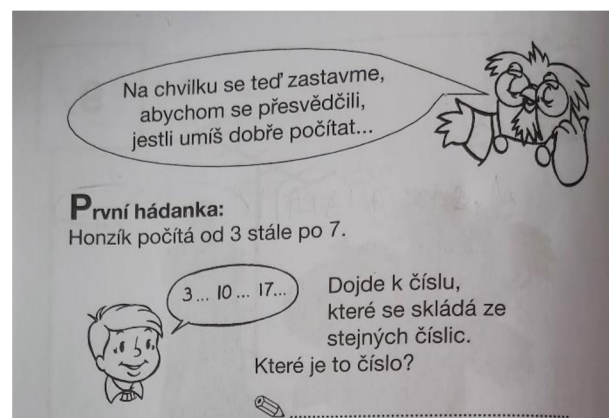 Na chvilku se teď zastavme,
abychom se přesvědčili,
jestli umíš dobře počítat...
První hádanka:
Honzík počítá od 3 stále po 7.
3... 10... 17...
Dojde k číslu,
které se skládá ze
stejných číslic.
Které je to číslo?